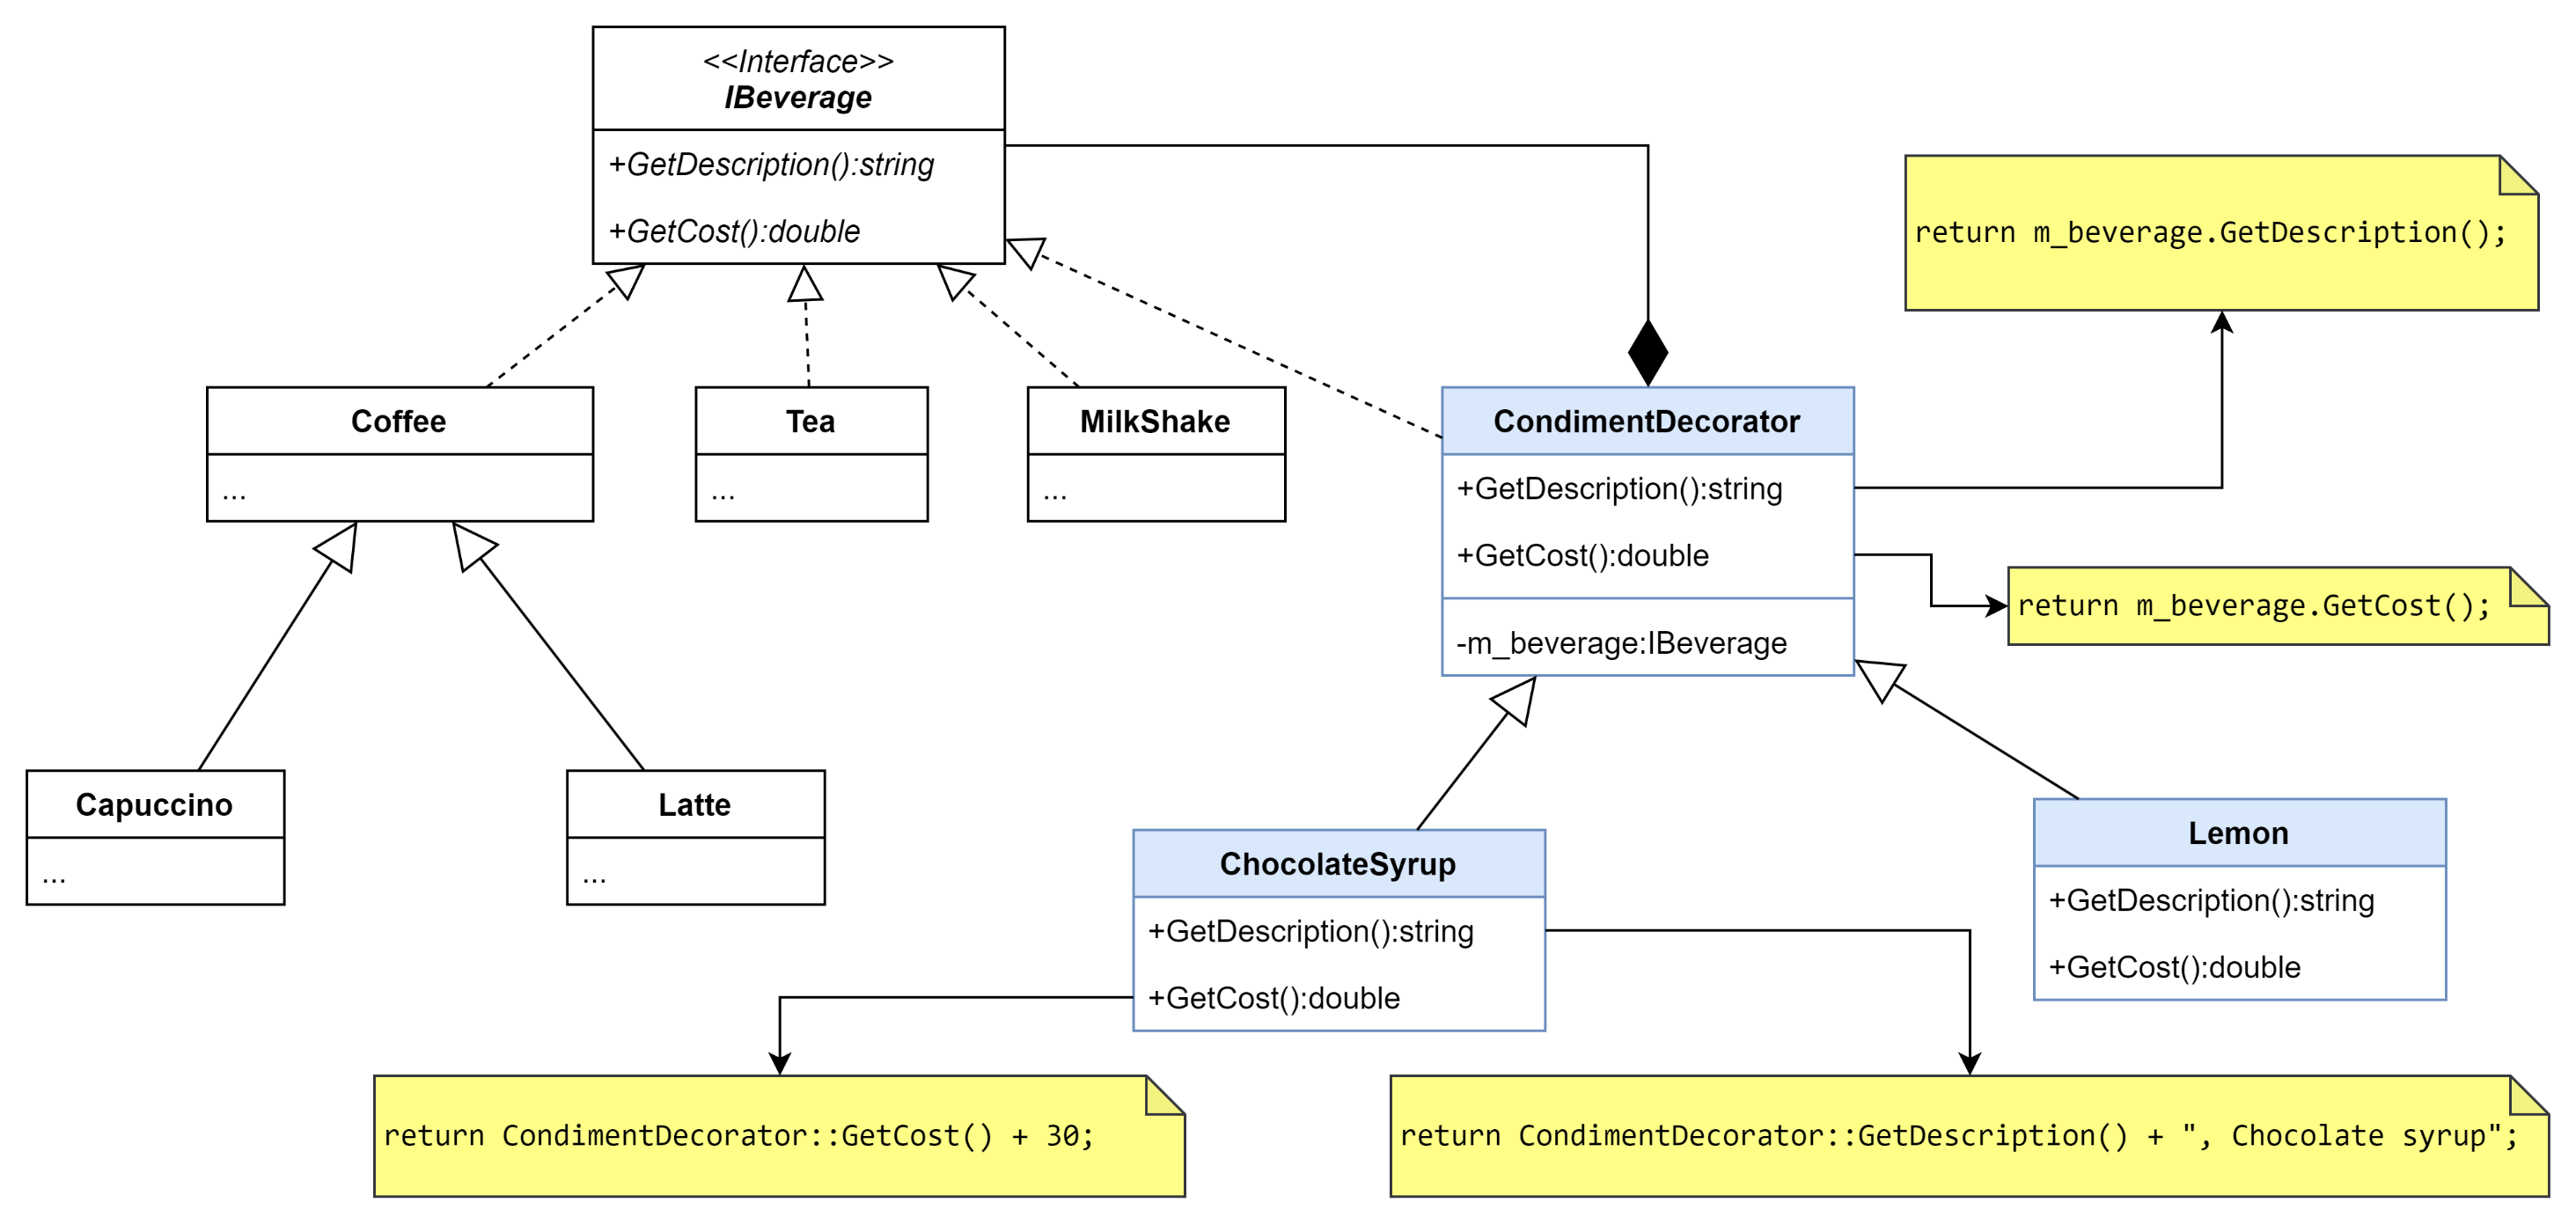 <<Interface>>
IBeverage
+GetDescription():string
+GetCost():double
return m_beverage.GetDescription();
Coffee
...
Tea
...
MilkShake
...
CondimentDecorator
+GetDescription():string
+GetCost():double
-m_beverage:IBeverage
return m_beverage.GetCost();
Capuccino
...
Latte
...
ChocolateSyrup
+GetDescription():string
+GetCost():double
Lemon
+GetDescription():string
+GetCost():double
return CondimentDecorator::GetCost() + 30;
return CondimentDecorator::GetDescription() + ", Chocolate syrup";